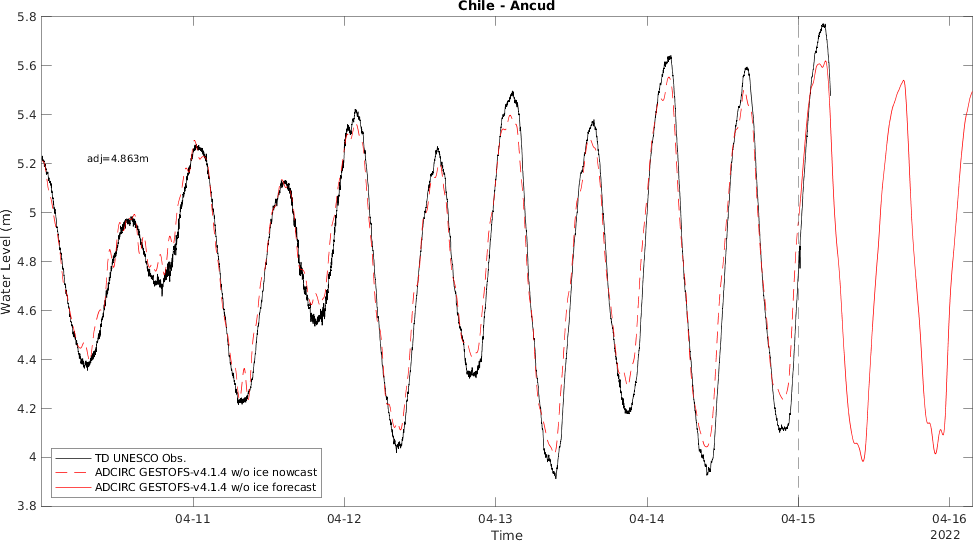 Chile - Ancud
5.8
5.6
5.4
5.2
5
4.8
4.6
4.4
4.2
4
3.8
Water Level (m)
adj=4.863m
TD UNESCO Obs.
ADCIRC GESTOFS-v4.1.4 w/o ice nowcast
ADCIRC GESTOFS-v4.1.4 w/o ice forecast
04-11
04-12
04-13
04-14
04-15
04-16
Time
2022